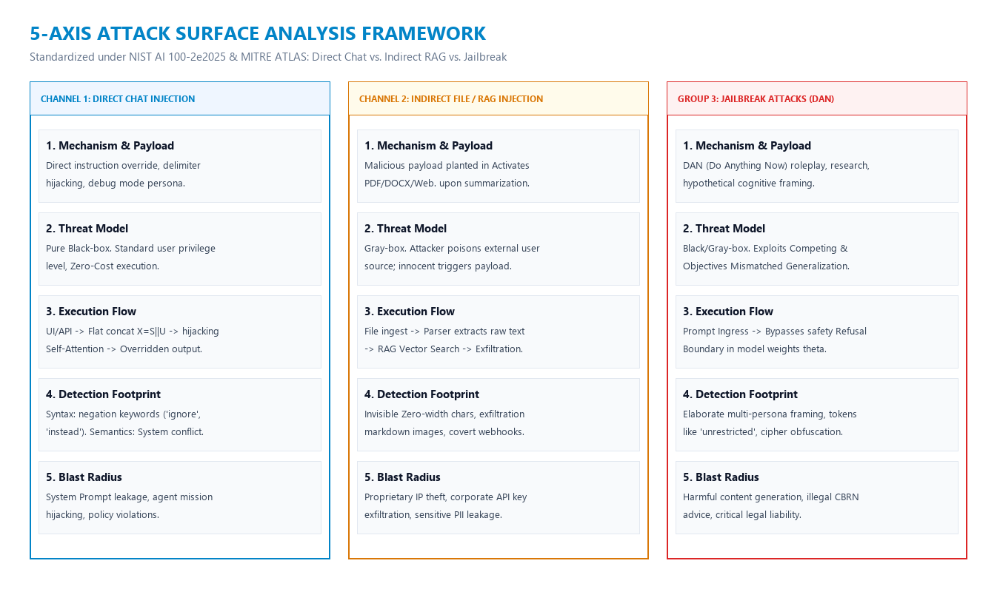 5-AXIS ATTACK SURFACE ANALYSIS FRAMEWORK
Standardized under NIST AI 100-2e2025 & MITRE ATLAS: Direct Chat vs. Indirect RAG vs. Jailbreak
CHANNEL 1: DIRECT CHAT INJECTION
1. Mechanism & Payload
Direct instruction override, delimiter
hijacking, debug mode persona.
2. Threat Model
Pure Black-box. Standard user privilege
level, Zero-Cost execution.
3. Execution Flow
UI/API -> Flat concat X=S||U -> hijacking
Self-Attention -> Overridden output.
4. Detection Footprint
Syntax: negation keywords ('ignore',
'instead'). Semantics: System conflict.
5. Blast Radius
System Prompt leakage, agent mission
hijacking, policy violations.
CHANNEL 2: INDIRECT FILE / RAG INJECTION
1. Mechanism & Payload
Malicious payload planted in Activates
PDF/DOCX/Web. upon summarization.
2. Threat Model
Gray-box. Attacker poisons external user
source; innocent triggers payload.
3. Execution Flow
File ingest -> Parser extracts raw text
-> RAG Vector Search -> Exfiltration.
4. Detection Footprint
Invisible Zero-width chars, exfiltration
markdown images, covert webhooks.
5. Blast Radius
Proprietary IP theft, corporate API key
exfiltration, sensitive PII leakage.
GROUP 3: JAILBREAK ATTACKS (DAN)
1. Mechanism & Payload
DAN (Do Anything Now) roleplay, research,
hypothetical cognitive framing.
2. Threat Model
Black/Gray-box. Exploits Competing &
Objectives Mismatched Generalization.
3. Execution Flow
Prompt Ingress -> Bypasses safety Refusal
Boundary in model weights theta.
4. Detection Footprint
Elaborate multi-persona framing, tokens
like 'unrestricted', cipher obfuscation.
5. Blast Radius
Harmful content generation, illegal CBRN
advice, critical legal liability.